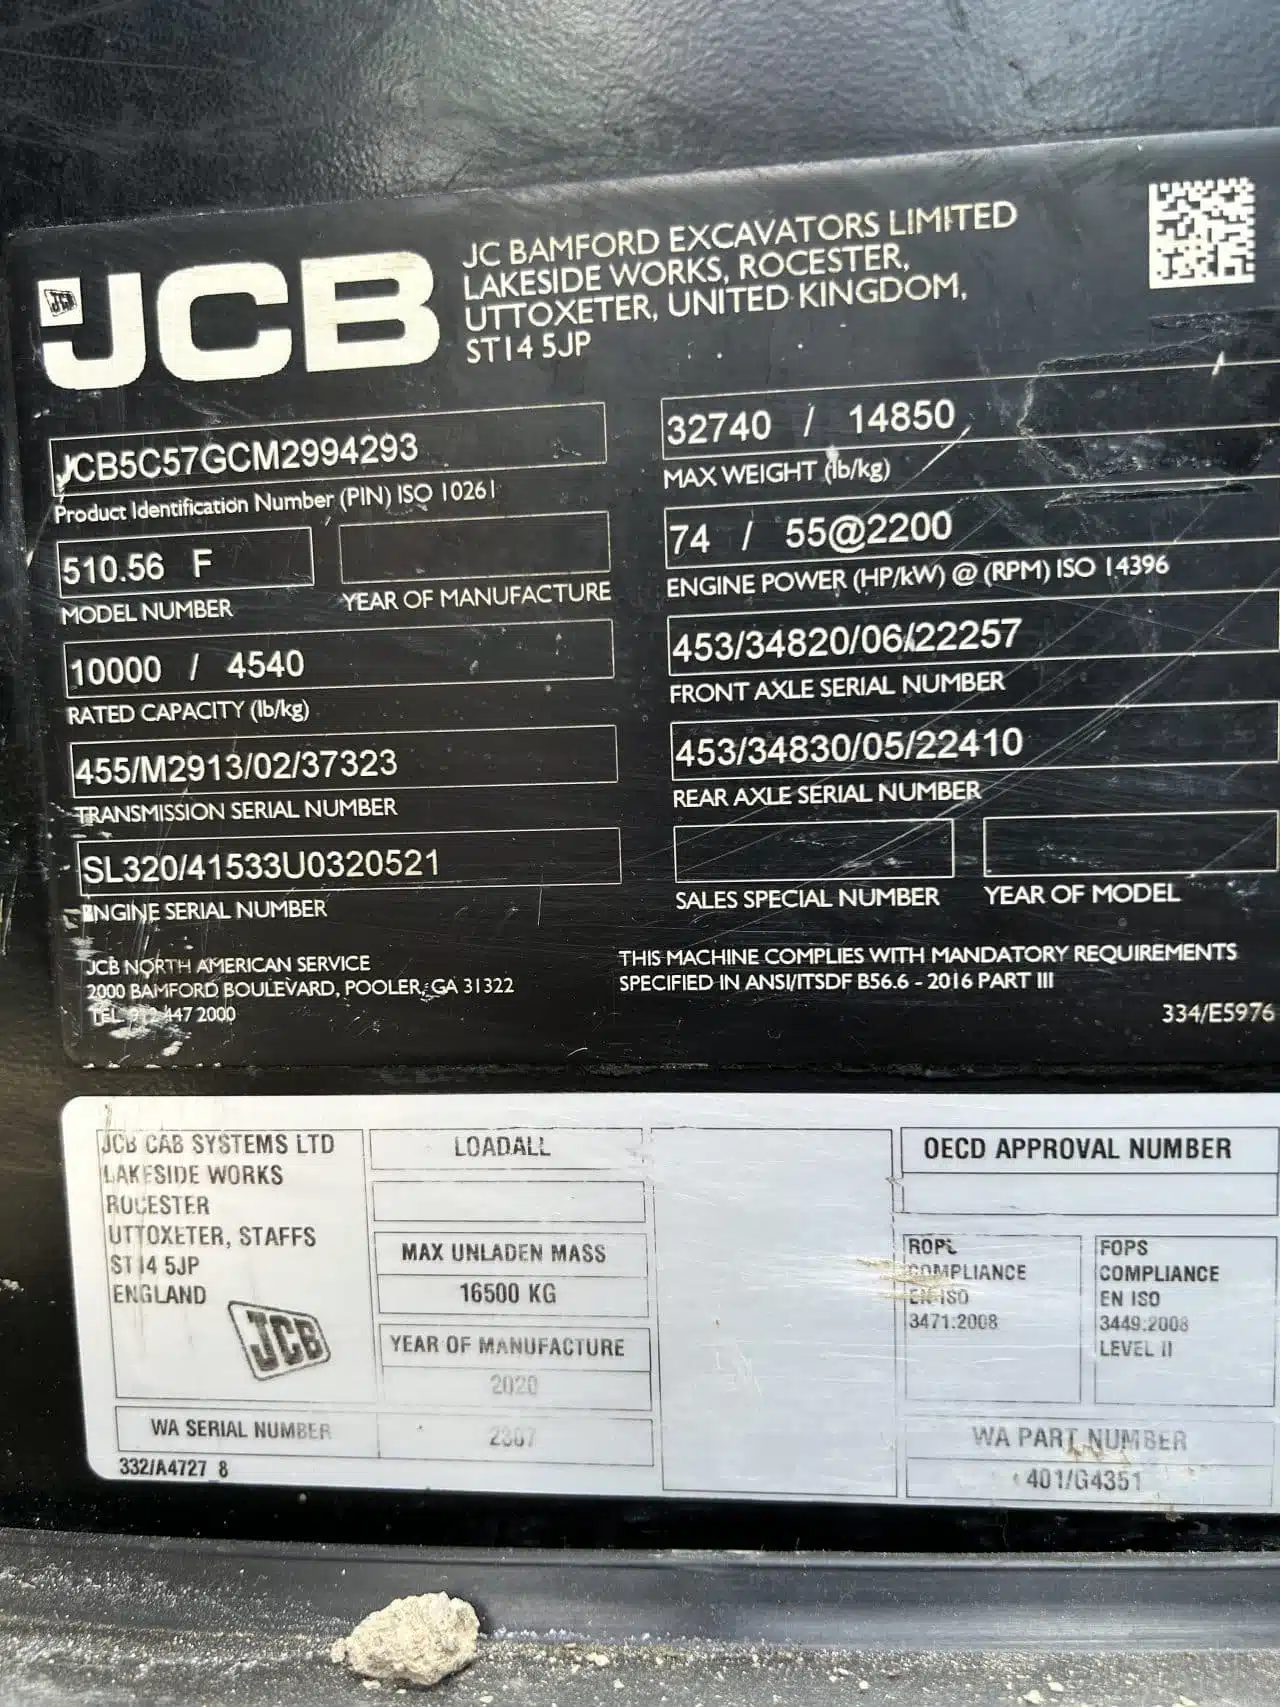 JCB
JC BAMFORD EXCAVATORS LIMITED
LAKESIDE WORKS, ROCESTER,
UTTOXETER, UNITED KINGDOM,
ST14 5JP
JCB5C57GCM2994293
Product Identification Number (PIN) ISO 10261
510.56 F
MODEL NUMBER
YEAR OF MANUFACTURE
10000 / 4540
RATED CAPACITY (lb/kg)
455/M2913/02/37323
TRANSMISSION SERIAL NUMBER
SL320/41533U0320521
ENGINE SERIAL NUMBER
32740 / 14850
MAX WEIGHT (lb/kg)
74 / 55@2200
ENGINE POWER (HP/kW) @ (RPM) ISO 14396
453/34820/06/22257
FRONT AXLE SERIAL NUMBER
453/34830/05/22410
REAR AXLE SERIAL NUMBER
SALES SPECIAL NUMBER
YEAR OF MODEL
JCB NORTH AMERICAN SERVICE
2000 BAMFORD BOULEVARD, POOLER, GA 31322
TEL. 912 447 2000
THIS MACHINE COMPLIES WITH MANDATORY REQUIREMENTS
SPECIFIED IN ANSI/ITSDF B56.6 - 2016 PART III
334/E5976
JCB CAB SYSTEMS LTD
LAKESIDE WORKS
ROCESTER
UTTOXETER, STAFFS
ST14 5JP
ENGLAND
JCB
WA SERIAL NUMBER
332/A4727 8
LOADALL
MAX UNLADEN MASS
16500 KG
YEAR OF MANUFACTURE
2020
OECD APPROVAL NUMBER
ROPS
COMPLIANCE
EN ISO
3471:2008
FOPS
COMPLIANCE
EN ISO
3449:2008
LEVEL II
WA PART NUMBER
401/G4351